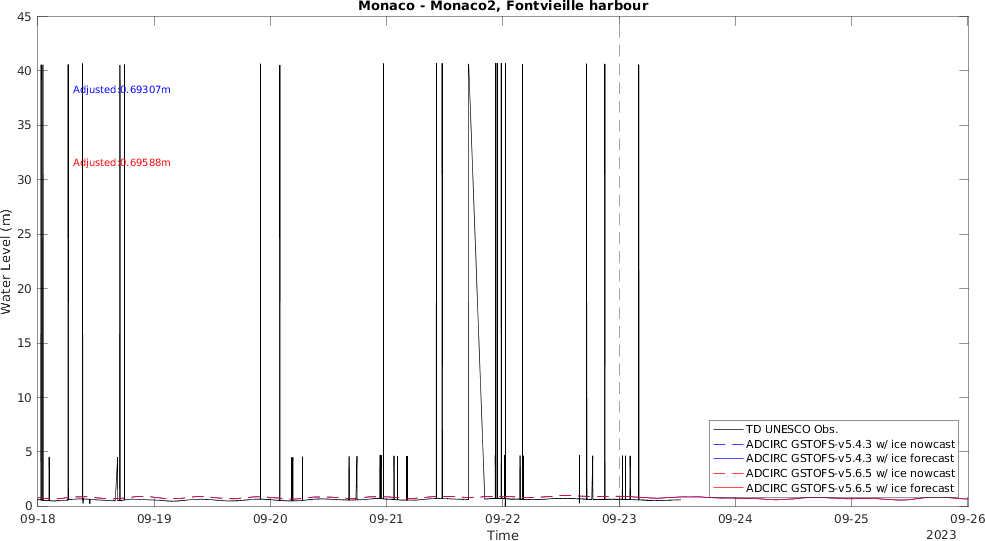 Monaco - Monaco2, Fontvieille harbour
45
40
35
30
25
20
15
10
5
0
Water Level (m)
Adjusted:0.69307m
Adjusted:0.69588m
TD UNESCO Obs.
ADCIRC GSTOFS-v5.4.3 w/ ice nowcast
ADCIRC GSTOFS-v5.4.3 w/ ice forecast
ADCIRC GSTOFS-v5.6.5 w/ ice nowcast
ADCIRC GSTOFS-v5.6.5 w/ ice forecast
09-18 09-19 09-20 09-21 09-22 09-23 09-24 09-25 09-26
Time
2023